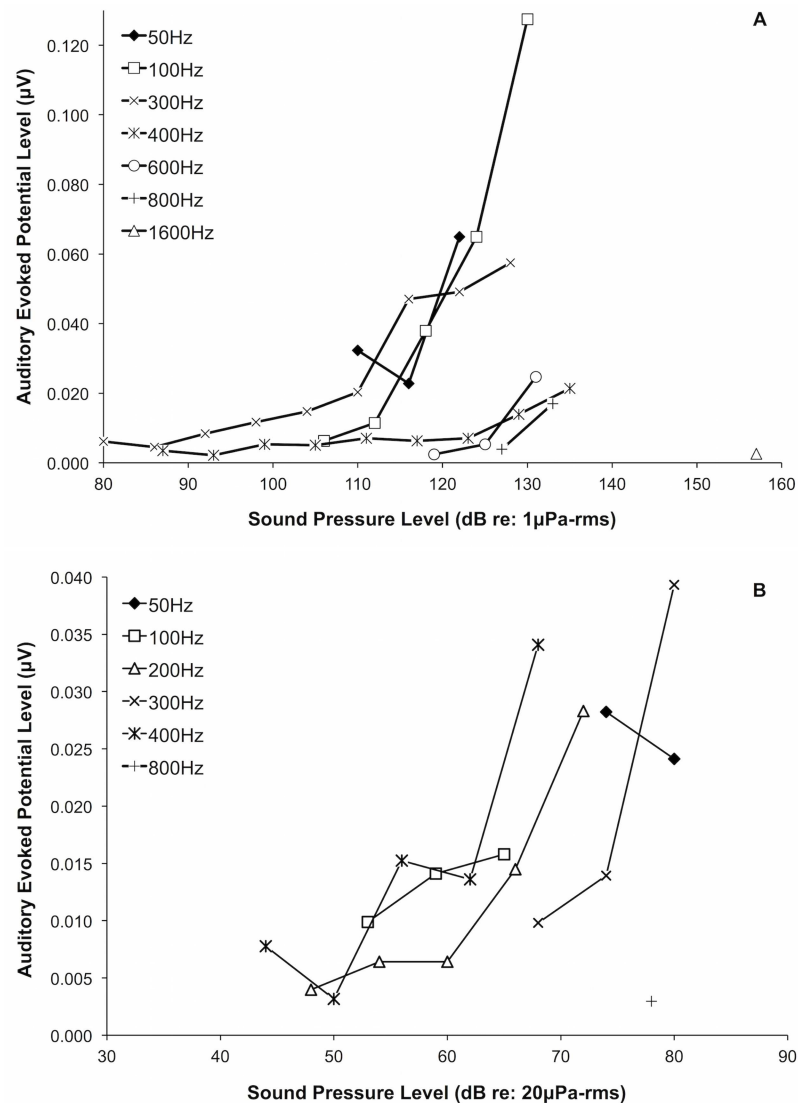 A
0.120
0.100
0.080
0.060
0.040
0.020
0.000
Auditory Evoked Potential Level (µV)
50Hz
100Hz
300Hz
400Hz
600Hz
800Hz
1600Hz
80 90 100 110 120 130 140 150 160
Sound Pressure Level (dB re: 1µPa-rms)
B
0.040
0.035
0.030
0.025
0.020
0.015
0.010
0.005
0.000
Auditory Evoked Potential Level (µV)
50Hz
100Hz
200Hz
300Hz
400Hz
800Hz
30 40 50 60 70 80 90
Sound Pressure Level (dB re: 20µPa-rms)